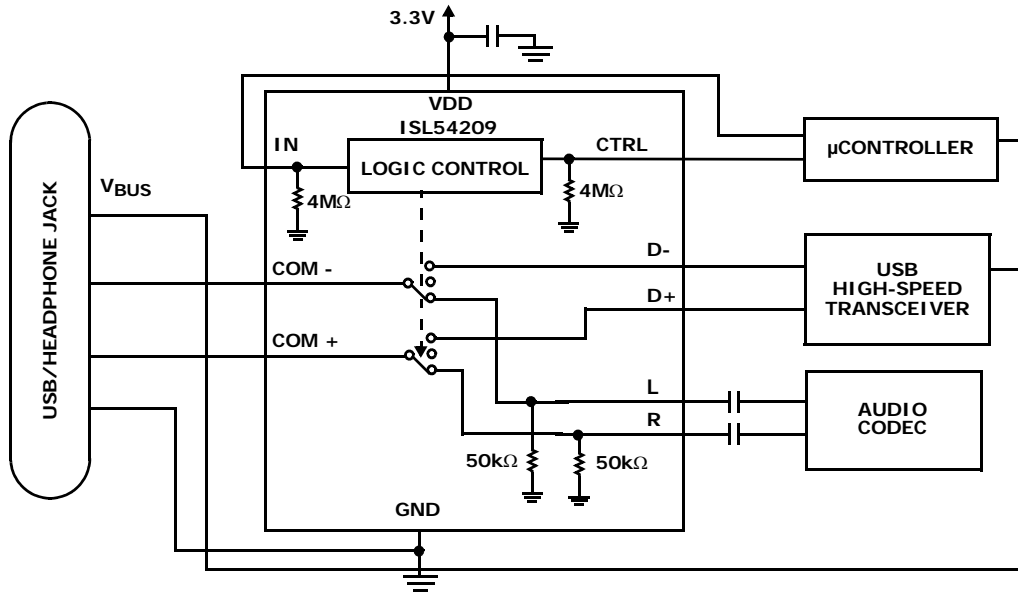 3.3V
VDD
ISL54209
IN
LOGIC CONTROL
CTRL
4MΩ
4MΩ
µCONTROLLER
USB/HEADPHONE JACK
VBUS
COM -
COM +
D-
D+
USB
HIGH-SPEED
TRANSCEIVER
L
R
AUDIO
CODEC
50kΩ
50kΩ
GND